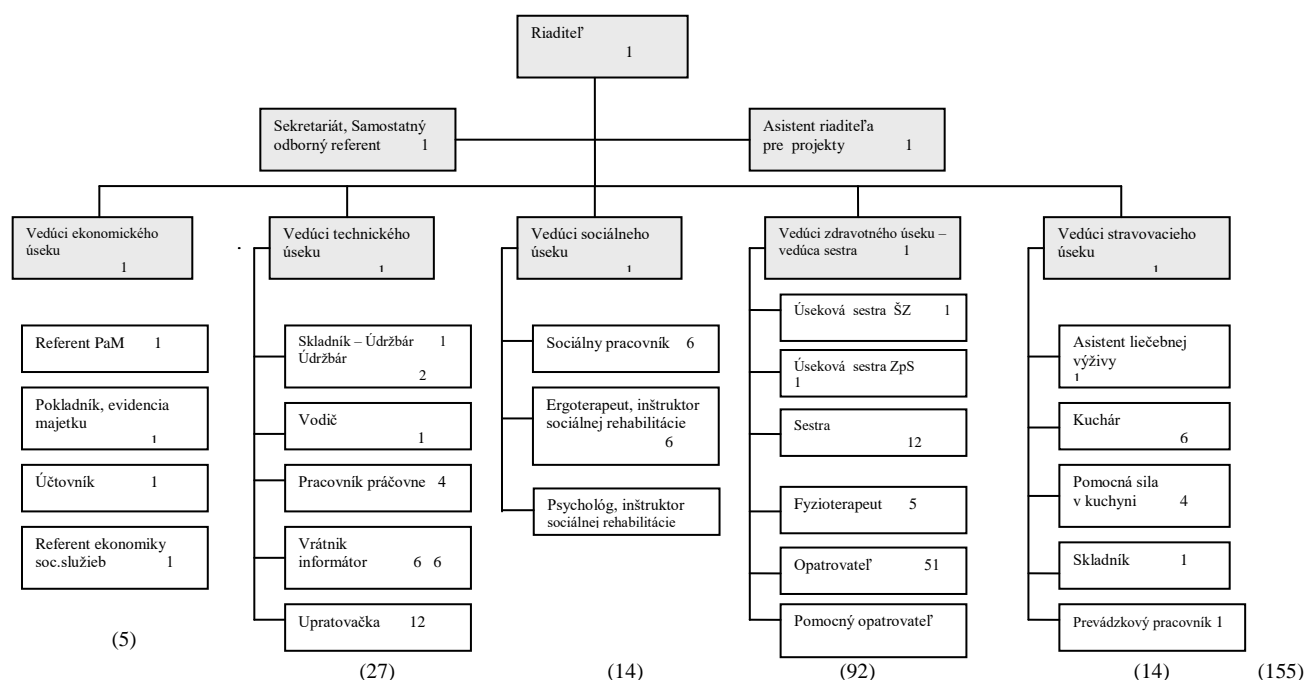 Riaditeľ
1
Sekretariát, Samostatný
odborný referent 1
Asistent riaditeľa
pre projekty 1
Vedúci ekonomického
úseku
1
Referent PaM 1
Pokladník, evidencia
majetku 1
Účtovník 1
Referent ekonomiky
soc.služieb 1
(5)
Vedúci technického
úseku
1
Skladník – Údržbár 1
Údržbár
2
Vodič
1
Pracovník práčovne 4
Vrátnik
informátor 6 6
Upratovačka 12
(27)
Vedúci sociálneho
úseku
1
Sociálny pracovník 6
Ergoterapeut, inštruktor
sociálnej rehabilitácie
6
Psychológ, inštruktor
sociálnej rehabilitácie
(14)
Vedúci zdravotného úseku –
vedúca sestra 1
Úseková sestra ŠZ 1
Úseková sestra ZpS
1
Sestra
12
Fyzioterapeut 5
Opatrovateľ 51
Pomocný opatrovateľ
(92)
Vedúci stravovacieho
úseku
1
Asistent liečebnej
výživy
1
Kuchár
6
Pomocná sila
v kuchyni 4
Skladník 1
Prevádzkový pracovník 1
(14)
(155)